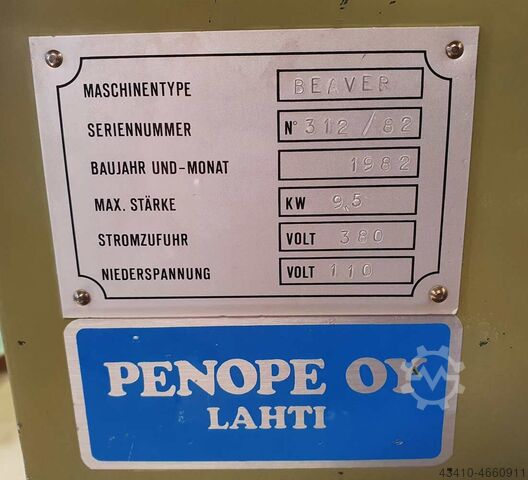 MASCHINENTYPE BEAVER
SERIENNUMMER N° 312/82
BAUJAHR UND-MONAT 1982
MAX. STÄRKE KW 9,5
STROMZUFUHR VOLT 380
NIEDERSPANNUNG VOLT 110
PENOPE OY
LAHTI
43410-4660911